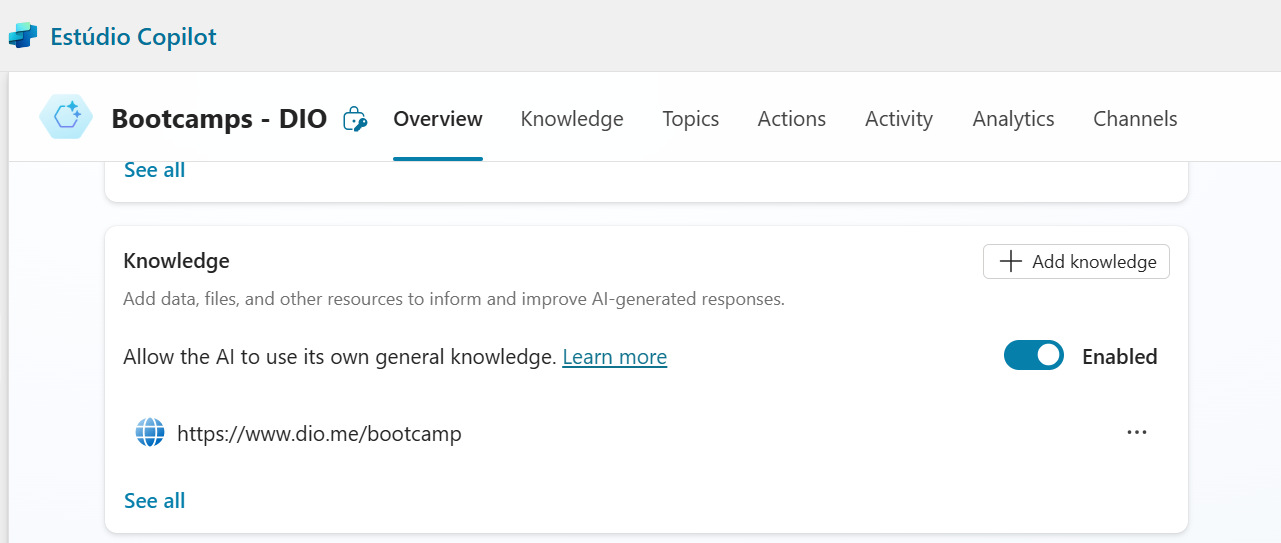 Estúdio Copilot
Bootcamps - DIO Overview Knowledge Topics Actions Activity Analytics Channels
See all
Knowledge
Add knowledge
Add data, files, and other resources to inform and improve AI-generated responses.
Allow the AI to use its own general knowledge. Learn more Enabled
https://www.dio.me/bootcamp
See all